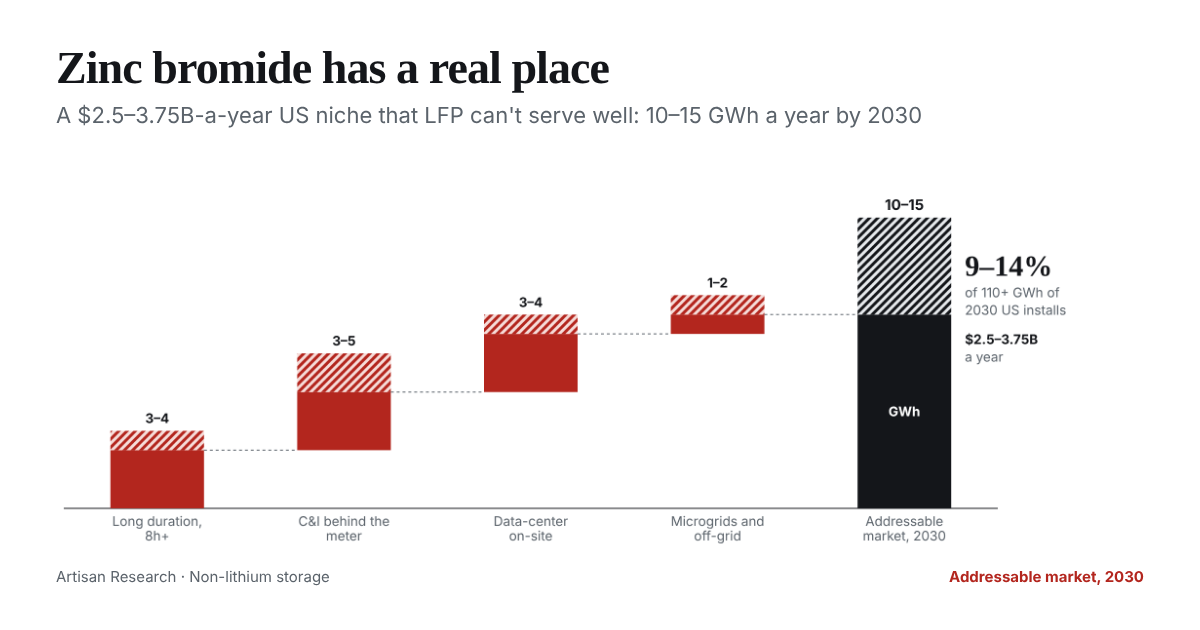 Zinc bromide has a real place
A $2.5–3.75B-a-year US niche that LFP can't serve well: 10–15 GWh a year by 2030
3–4
3–5
3–4
1–2
10–15
9–14%
of 110+ GWh of
2030 US installs
$2.5–3.75B
a year
GWh
Long duration,
8h+
C&I behind the
meter
Data-center
on-site
Microgrids and
off-grid
Addressable
market, 2030
Artisan Research · Non-lithium storage
Addressable market, 2030